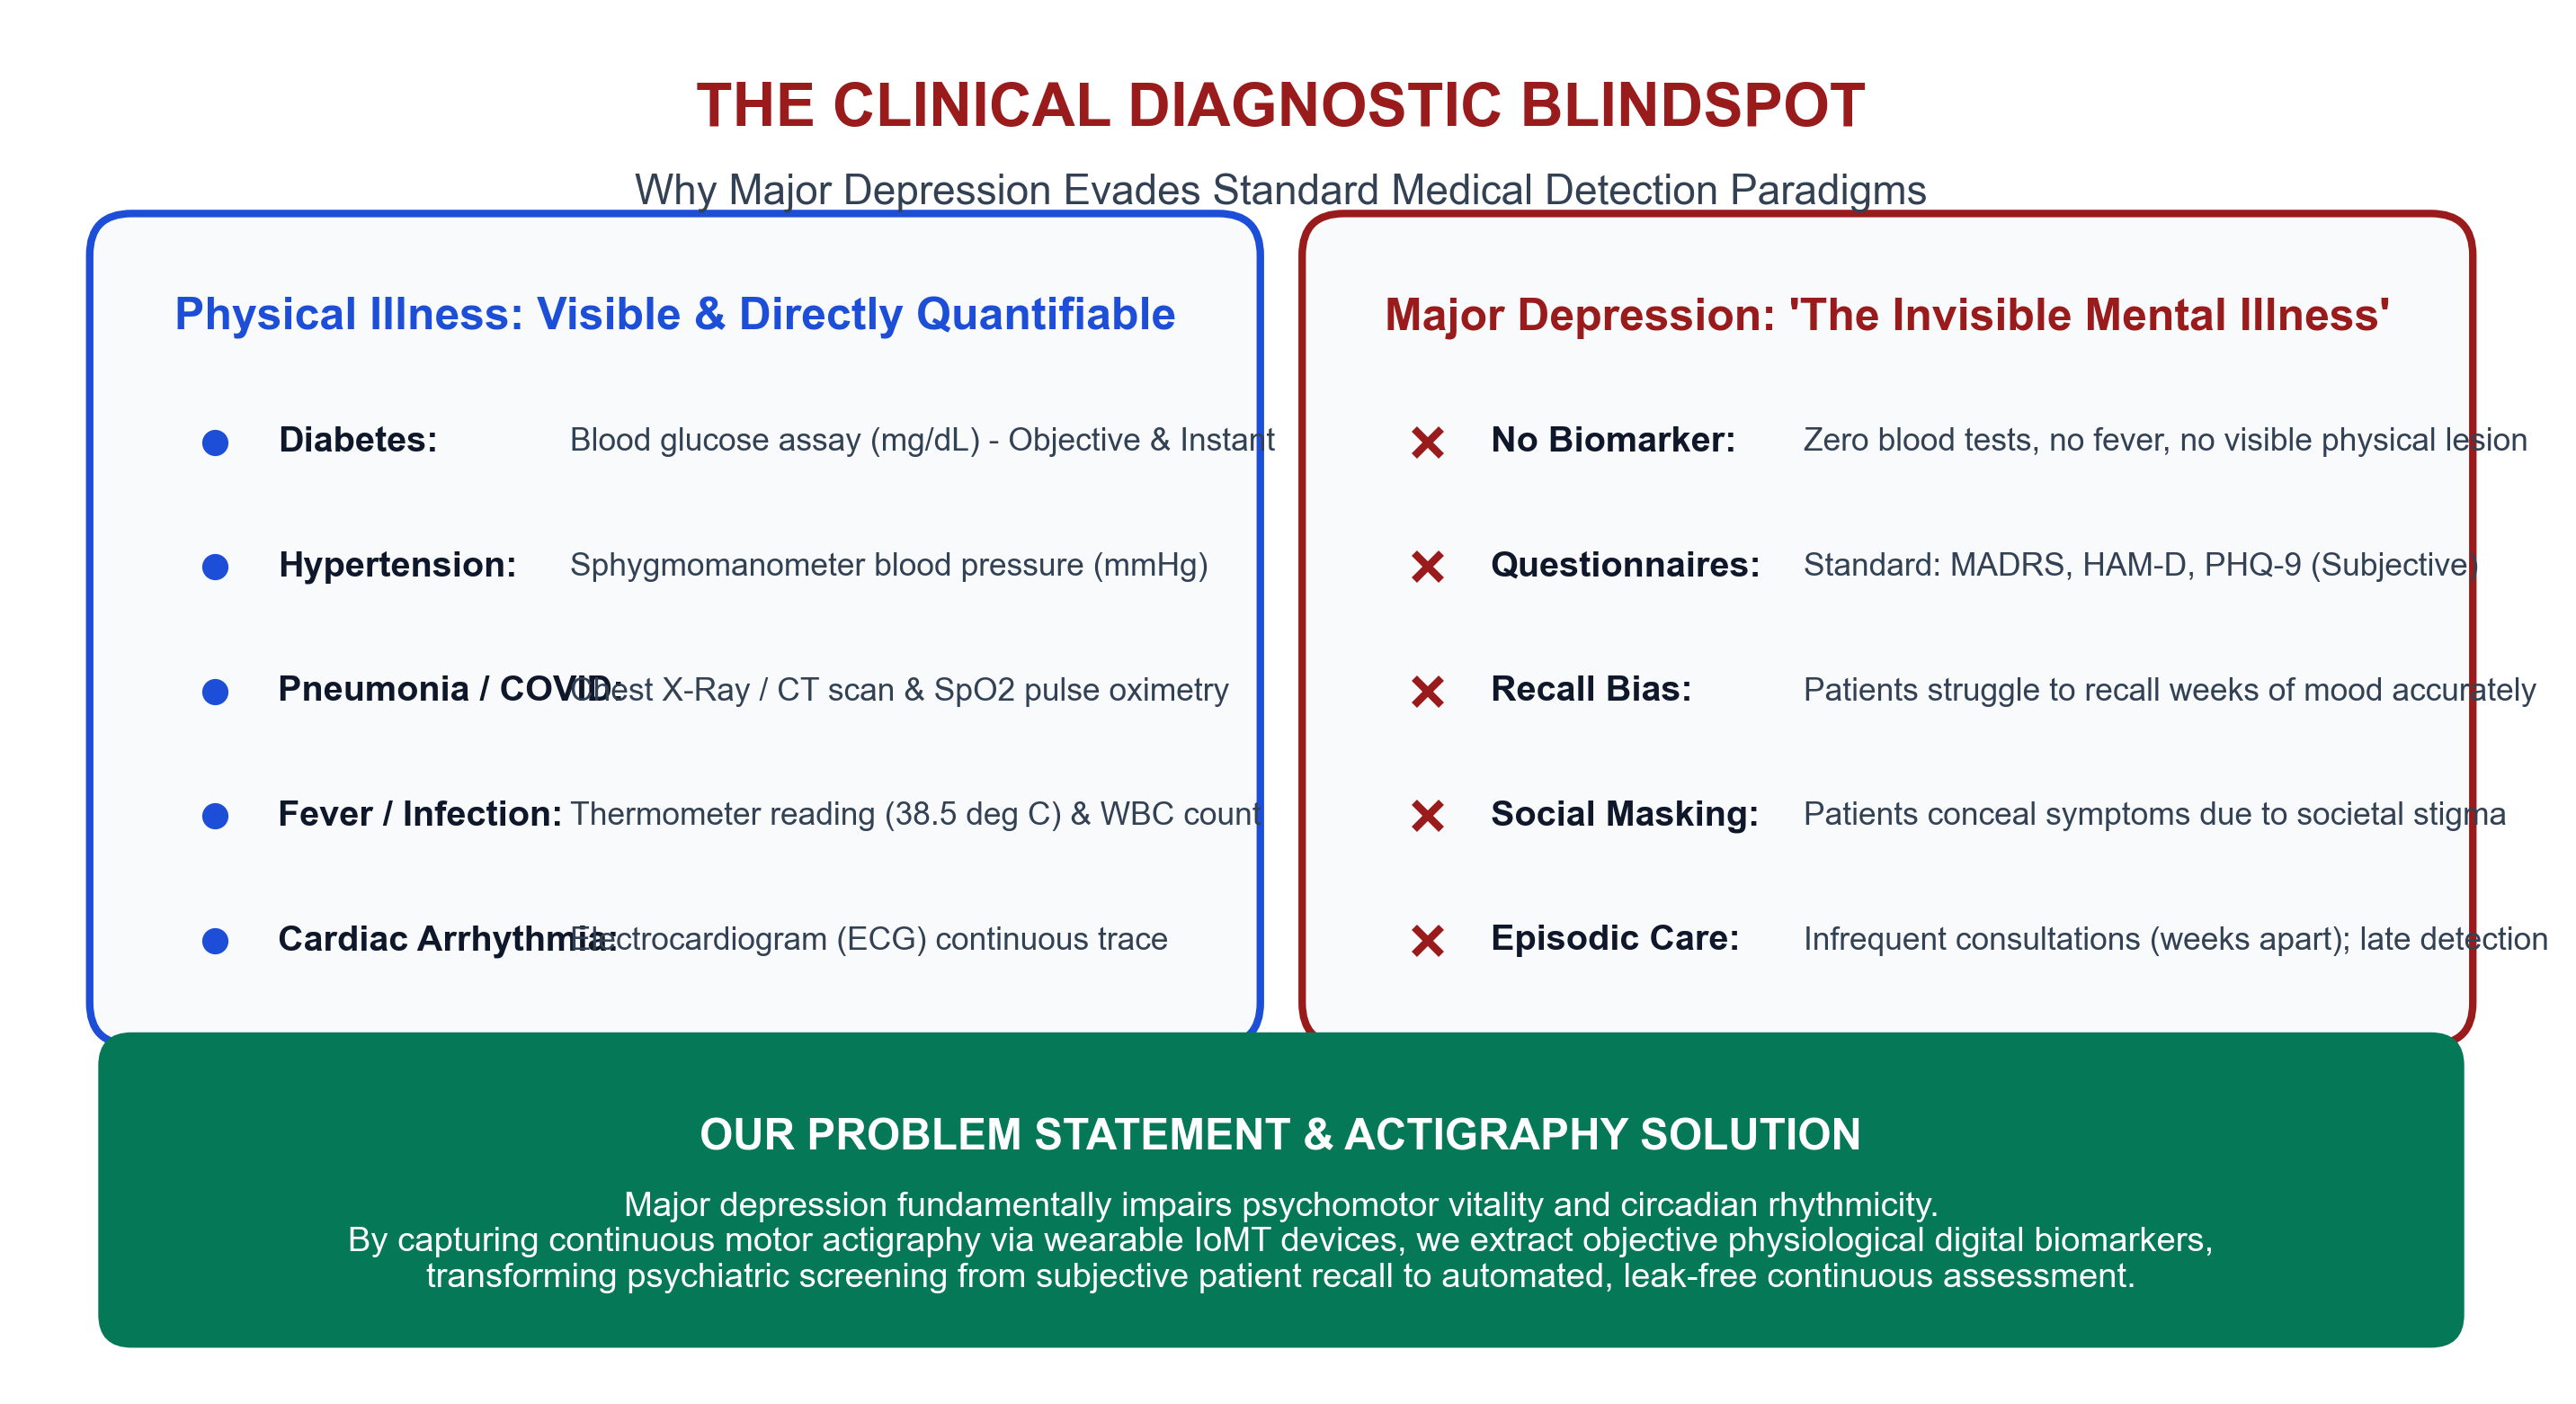 THE CLINICAL DIAGNOSTIC BLINDSPOT
Why Major Depression Evades Standard Medical Detection Paradigms
Physical Illness: Visible & Directly Quantifiable
Diabetes: Blood glucose assay (mg/dL) - Objective & Instant
Hypertension: Sphygmomanometer blood pressure (mmHg)
Pneumonia / COVID: Chest X-Ray / CT scan & SpO2 pulse oximetry
Fever / Infection: Thermometer reading (38.5 deg C) & WBC count
Cardiac Arrhythmia: Electrocardiogram (ECG) continuous trace
Major Depression: 'The Invisible Mental Illness'
No Biomarker: Zero blood tests, no fever, no visible physical lesion
Questionnaires: Standard: MADRS, HAM-D, PHQ-9 (Subjective)
Recall Bias: Patients struggle to recall weeks of mood accurately
Social Masking: Patients conceal symptoms due to societal stigma
Episodic Care: Infrequent consultations (weeks apart); late detection
OUR PROBLEM STATEMENT & ACTIGRAPHY SOLUTION
Major depression fundamentally impairs psychomotor vitality and circadian rhythmicity.
By capturing continuous motor actigraphy via wearable IoMT devices, we extract objective physiological digital biomarkers,
transforming psychiatric screening from subjective patient recall to automated, leak-free continuous assessment.